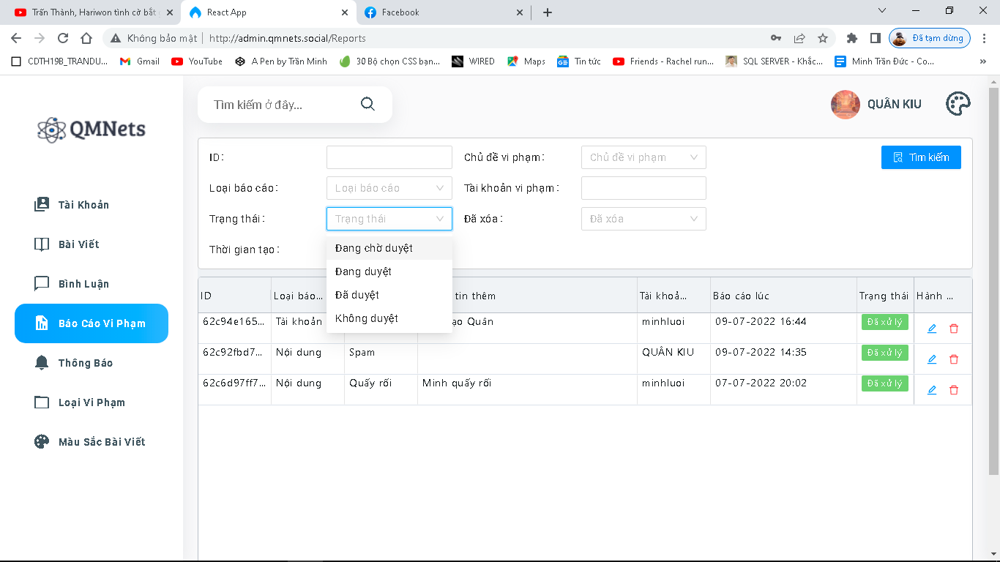 Trấn Thành, Hariwon tình cờ bắt
React App
Facebook
Không bảo mật
http://admin.qmnets.social/Reports
Đã tạm dừng
CDTH19B_TRANDU...
Gmail
YouTube
A Pen by Trần Minh
30 Bộ chọn CSS bạn...
WIRED
Maps
Tin tức
Friends - Rachel run...
SQL SERVER - Khắc...
Minh Trần Đức - Co...
QMNets
Tìm kiếm ở đây...
QUÂN KIU
ID:
Chủ đề vi phạm:
Chủ đề vi phạm
Tìm kiếm
Loại báo cáo:
Loại báo cáo
Tài khoản vi phạm:
Trạng thái:
Trạng thái
Đã xóa:
Đã xóa
Thời gian tạo:
Đang chờ duyệt
Đang duyệt
Đã duyệt
Không duyệt
Tài Khoản
Bài Viết
Bình Luận
Báo Cáo Vi Phạm
Thông Báo
Loại Vi Phạm
Màu Sắc Bài Viết
ID
Loại báo...
tin thêm
Tài khoả...
Báo cáo lúc
Trạng thái
Hành ...
62c94e165...
Tài khoản
ạo Quân
minhluoi
09-07-2022 16:44
Đã xử lý
62c92fbd7...
Nội dung
Spam
QUÂN KIU
09-07-2022 14:35
Đã xử lý
62c6d97ff7...
Nội dung
Quấy rối
Minh quấy rối
minhluoi
07-07-2022 20:02
Đã xử lý